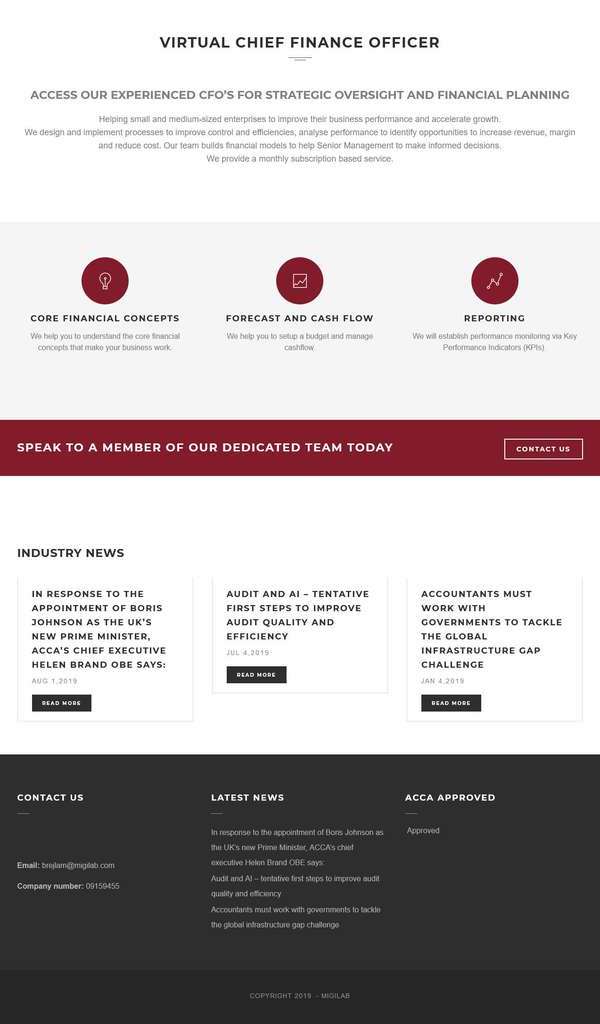 VIRTUAL CHIEF FINANCE OFFICER
ACCESS OUR EXPERIENCED CFO'S FOR STRATEGIC OVERSIGHT AND FINANCIAL PLANNING
Helping small and medium-sized enterprises to improve their business performance and accelerate growth.
We design and implement processes to improve control and efficiencies, analyse performance to identify opportunities to increase revenue, margin
and reduce cost. Our team builds financial models to help Senior Management to make informed decisions.
We provide a monthly subscription based service.
CORE FINANCIAL CONCEPTS
We help you to understand the core financial
concepts that make your business work.
FORECAST AND CASH FLOW
We help you to setup a budget and manage
cashflow.
REPORTING
We will establish performance monitoring via Key
Performance Indicators (KPIs).
SPEAK TO A MEMBER OF OUR DEDICATED TEAM TODAY
CONTACT US
INDUSTRY NEWS
IN RESPONSE TO THE
APPOINTMENT OF BORIS
JOHNSON AS THE UK'S
NEW PRIME MINISTER,
ACCA'S CHIEF EXECUTIVE
HELEN BRAND OBE SAYS:
AUG 1,2019
READ MORE
AUDIT AND AI – TENTATIVE
FIRST STEPS TO IMPROVE
AUDIT QUALITY AND
EFFICIENCY
JUL 4,2019
READ MORE
ACCOUNTANTS MUST
WORK WITH
GOVERNMENTS TO TACKLE
THE GLOBAL
INFRASTRUCTURE GAP
CHALLENGE
JAN 4,2019
READ MORE
CONTACT US
Email: brejlam@migilab.com
Company number: 09159455
LATEST NEWS
In response to the appointment of Boris Johnson as
the UK's new Prime Minister, ACCA's chief
executive Helen Brand OBE says:
Audit and AI – tentative first steps to improve audit
quality and efficiency
Accountants must work with governments to tackle
the global infrastructure gap challenge
ACCA APPROVED
Approved
COPYRIGHT 2019 - MIGILAB